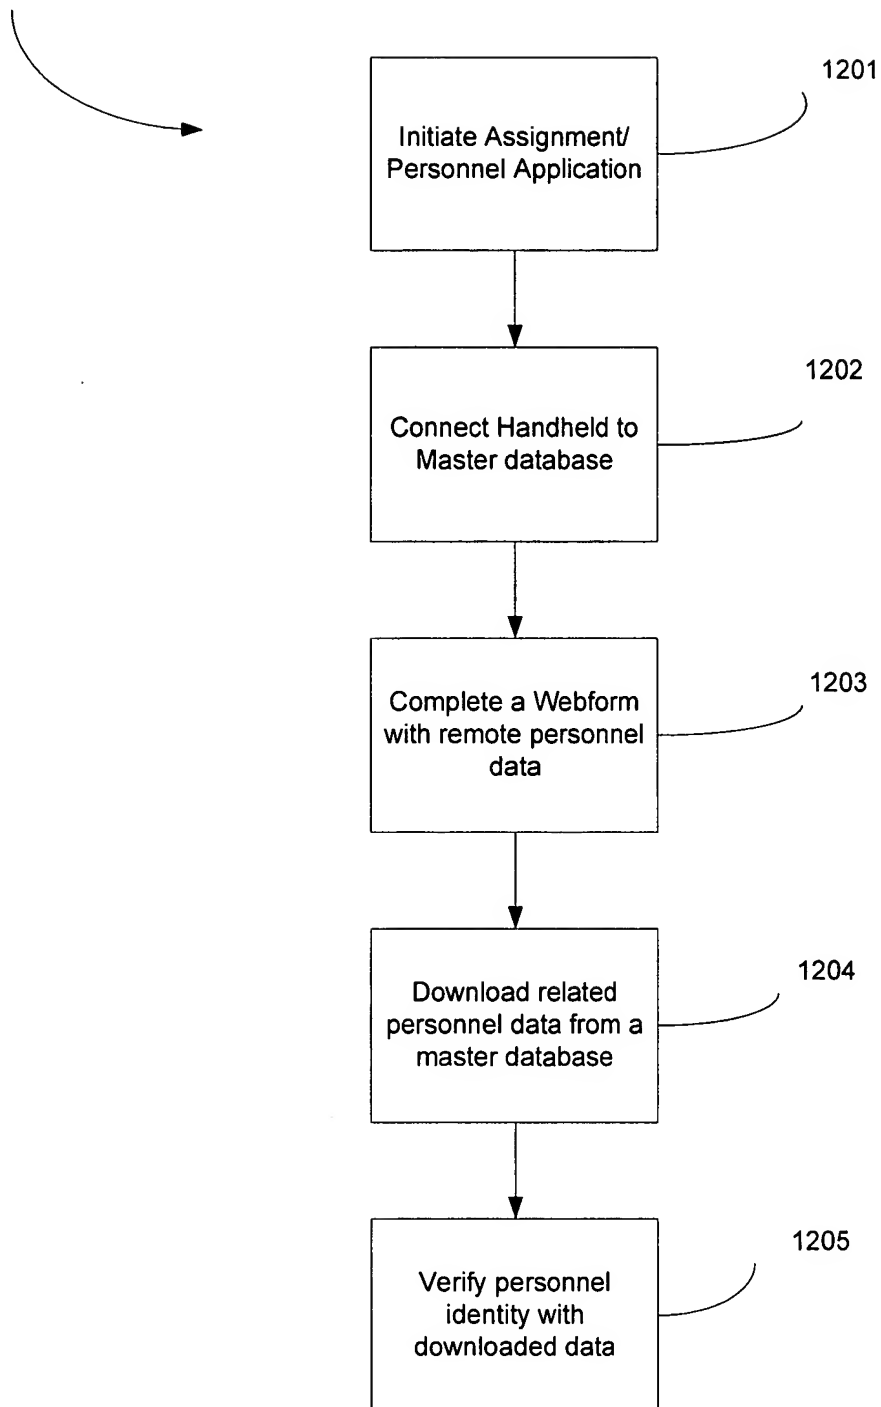 1201
Initiate Assignment/
Personnel Application
1202
Connect Handheld to
Master database
1203
Complete a Webform
with remote personnel
data
1204
Download related
personnel data from a
master database
1205
Verify personnel
identity with
downloaded data